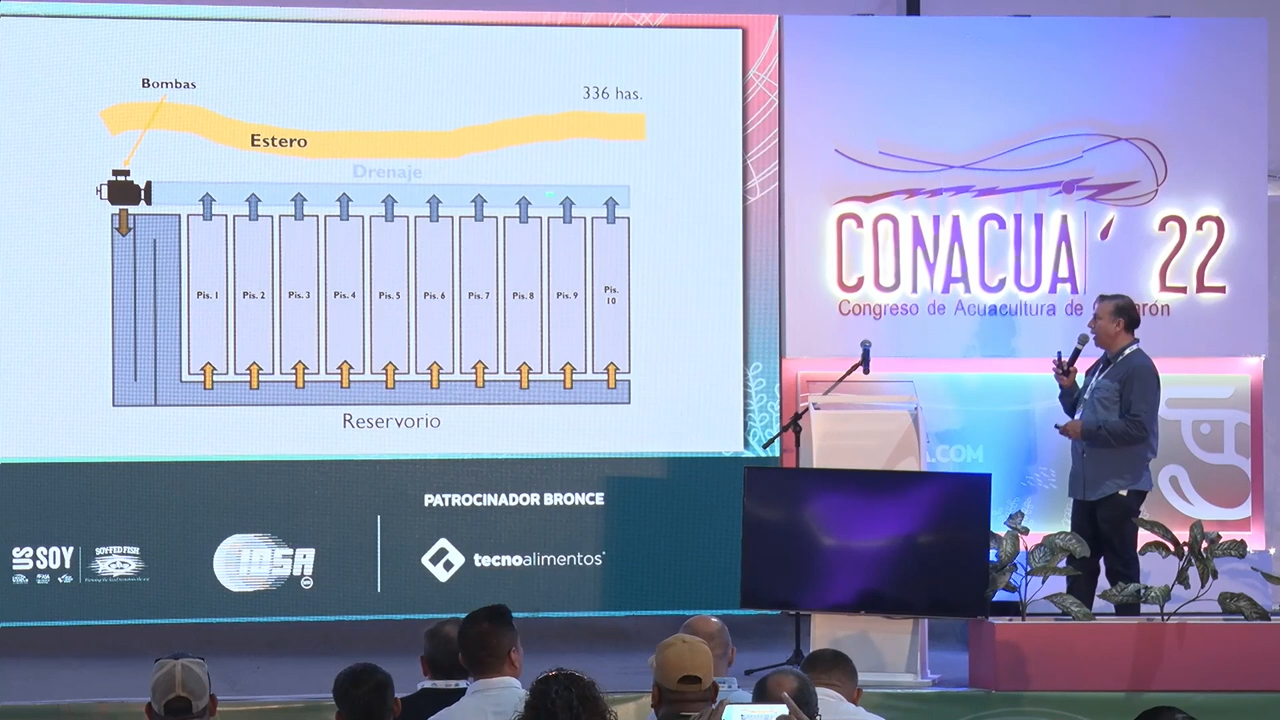 Bombas
336 has.
Estero
Drenaje
Pis. 1
Pis. 2
Pis. 3
Pis. 4
Pis. 5
Pis. 6
Pis. 7
Pis. 8
Pis. 9
Pis.
10
Reservorio
CONACUA 22
Congreso de Acuacultura de
.COM
PATROCINADOR BRONCE
US SOY
SOY-FED FISH
tecnoalimentos